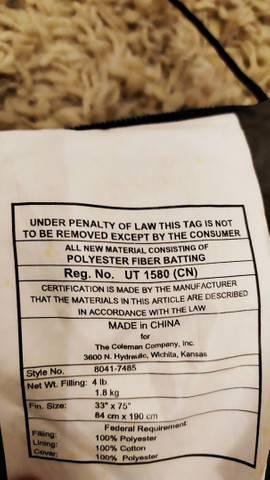 UNDER PENALTY OF LAW THIS TAG IS NOT
TO BE REMOVED EXCEPT BY THE CONSUMER
ALL NEW MATERIAL CONSISTING OF
POLYESTER FIBER BATTING
Reg. No. UT 1580 (CN)
CERTIFICATION IS MADE BY THE MANUFACTURER
THAT THE MATERIALS IN THIS ARTICLE ARE DESCRIBED
IN ACCORDANCE WITH THE LAW
MADE in CHINA
for
The Coleman Company, Inc.
3600 N. Hydraulic, Wichita, Kansas
Style No. 8041-7485
Net Wt. Filling: 4 lb.
1.8 kg
Fin. Size: 33" x 75"
84 cm x 190 cm
Federal Requirement:
Filling: 100% Polyester
Lining: 100% Cotton
Cover: 100% Polyester